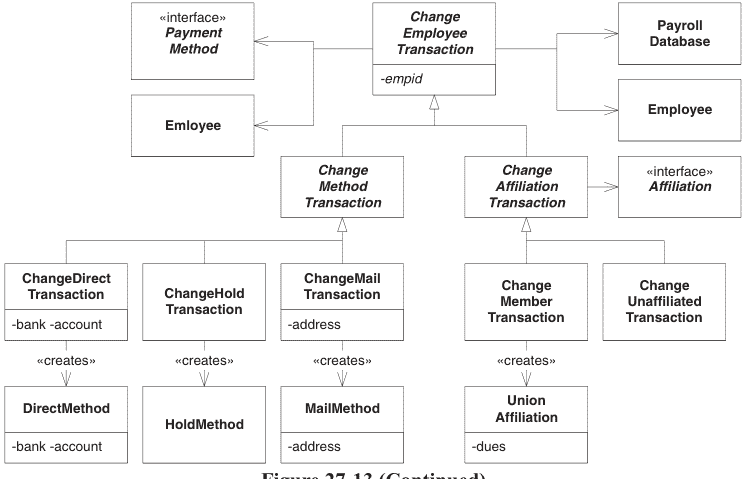 «interface»
Payment
Method
Change
Employee
Transaction
-empid
Payroll
Database
Emloyee
Employee
Change
Method
Transaction
Change
Affiliation
Transaction
«interface»
Affiliation
ChangeDirect
Transaction
-bank -account
ChangeHold
Transaction
ChangeMail
Transaction
-address
Change
Member
Transaction
Change
Unaffiliated
Transaction
«creates»
«creates»
«creates»
«creates»
DirectMethod
-bank -account
HoldMethod
MailMethod
-address
Union
Affiliation
-dues
Figure 27-13 (Continued)